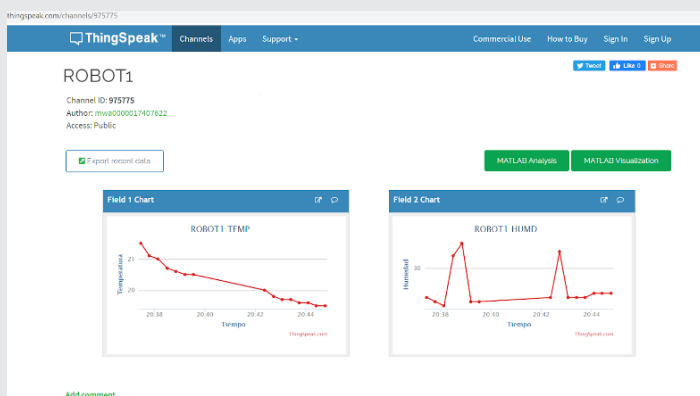 thingspeak.com/channels/975775
ThingSpeak™ Channels Apps Support Commercial Use How to Buy Sign In Sign Up
ROBOT1
Tweet Like 0 Share
Channel ID: 975775
Author: mwa0000017407622
Access: Public
Export recent data MATLAB Analysis MATLAB Visualization
Field 1 Chart
ROBOT1 TEMP
Temperatura
21
20
20:38 20:40 20:42 20:44
Tiempo
ThingSpeak.com
Field 2 Chart
ROBOT1 HUMD
Humedad
30
20:38 20:40 20:42 20:44
Tiempo
ThingSpeak.com
Add comment